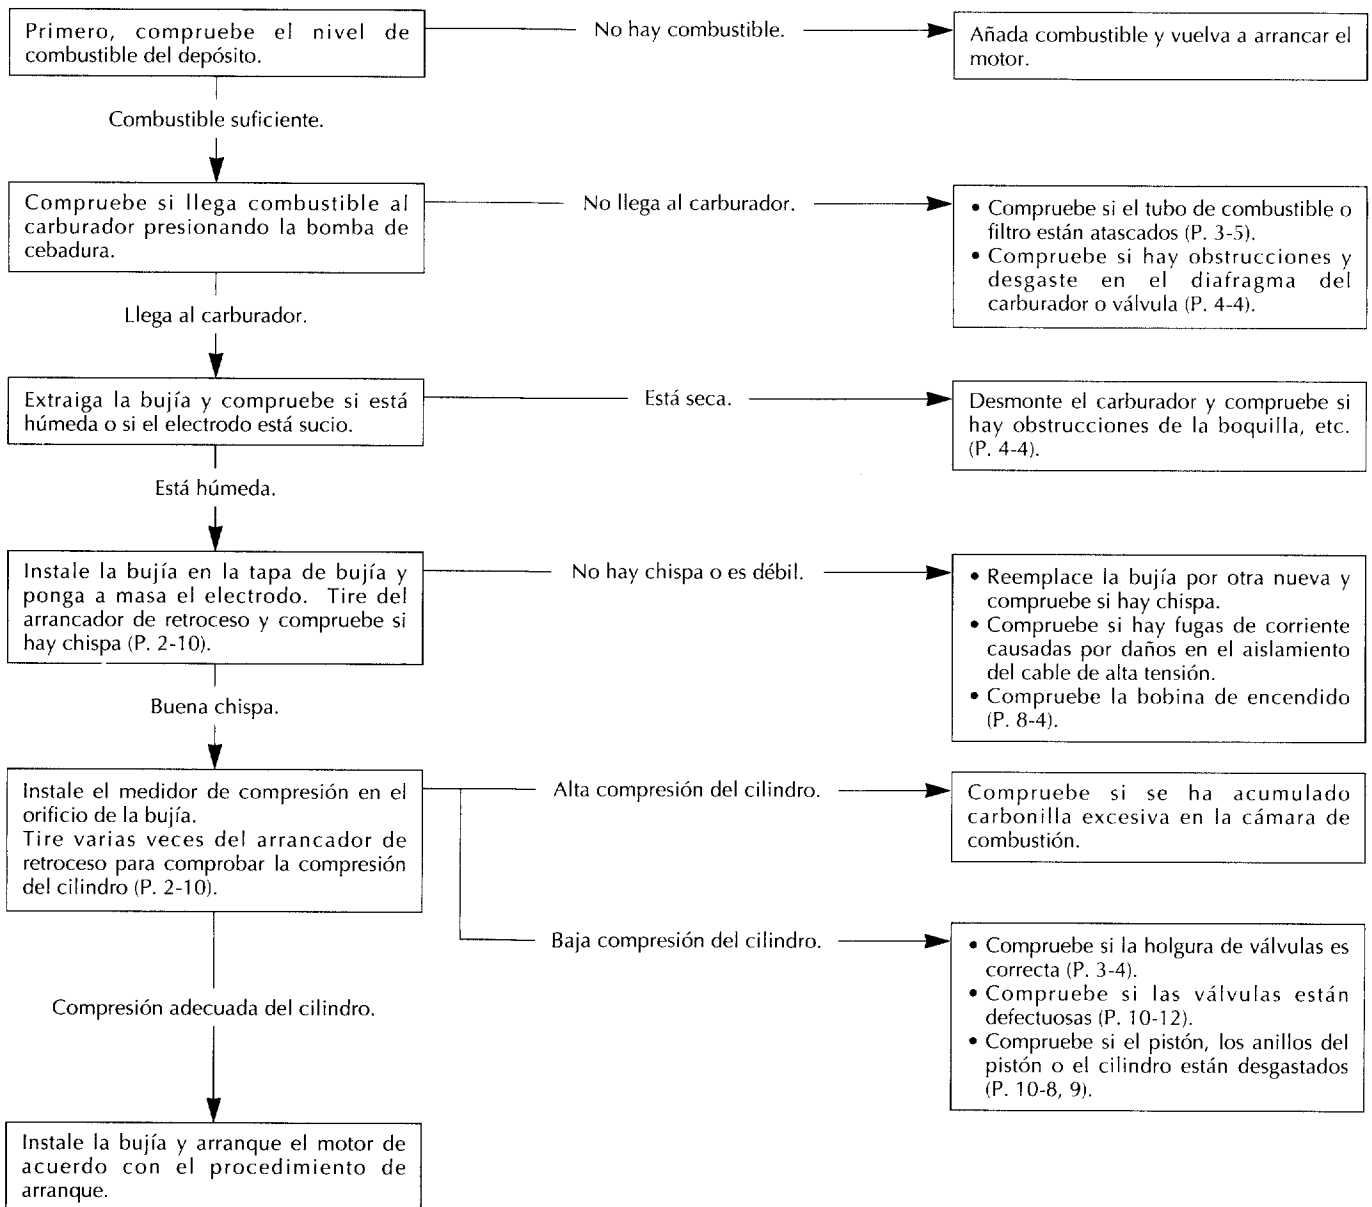 Primero, compruebe el nivel de
combustible del depósito.
No hay combustible.
Añada combustible y vuelva a arrancar el
motor.
Combustible suficiente.
Compruebe si llega combustible al
carburador presionando la bomba de
cebadura.
No llega al carburador.
• Compruebe si el tubo de combustible o
filtro están atascados (P. 3-5).
• Compruebe si hay obstrucciones y
desgaste en el diafragma del
carburador o válvula (P. 4-4).
Llega al carburador.
Extraiga la bujía y compruebe si está
húmeda o si el electrodo está sucio.
Está seca.
Desmonte el carburador y compruebe si
hay obstrucciones de la boquilla, etc.
(P. 4-4).
Está húmeda.
Instale la bujía en la tapa de bujía y
ponga a masa el electrodo. Tire del
arrancador de retroceso y compruebe si
hay chispa (P. 2-10).
No hay chispa o es débil.
• Reemplace la bujía por otra nueva y
compruebe si hay chispa.
• Compruebe si hay fugas de corriente
causadas por daños en el aislamiento
del cable de alta tensión.
• Compruebe la bobina de encendido
(P. 8-4).
Buena chispa.
Instale el medidor de compresión en el
orificio de la bujía.
Tire varias veces del arrancador de
retroceso para comprobar la compresión
del cilindro (P. 2-10).
Alta compresión del cilindro.
Compruebe si se ha acumulado
carbonilla excesiva en la cámara de
combustión.
Baja compresión del cilindro.
• Compruebe si la holgura de válvulas es
correcta (P. 3-4).
• Compruebe si las válvulas están
defectuosas (P. 10-12).
• Compruebe si el pistón, los anillos del
pistón o el cilindro están desgastados
(P. 10-8, 9).
Compresión adecuada del cilindro.
Instale la bujía y arranque el motor de
acuerdo con el procedimiento de
arranque.